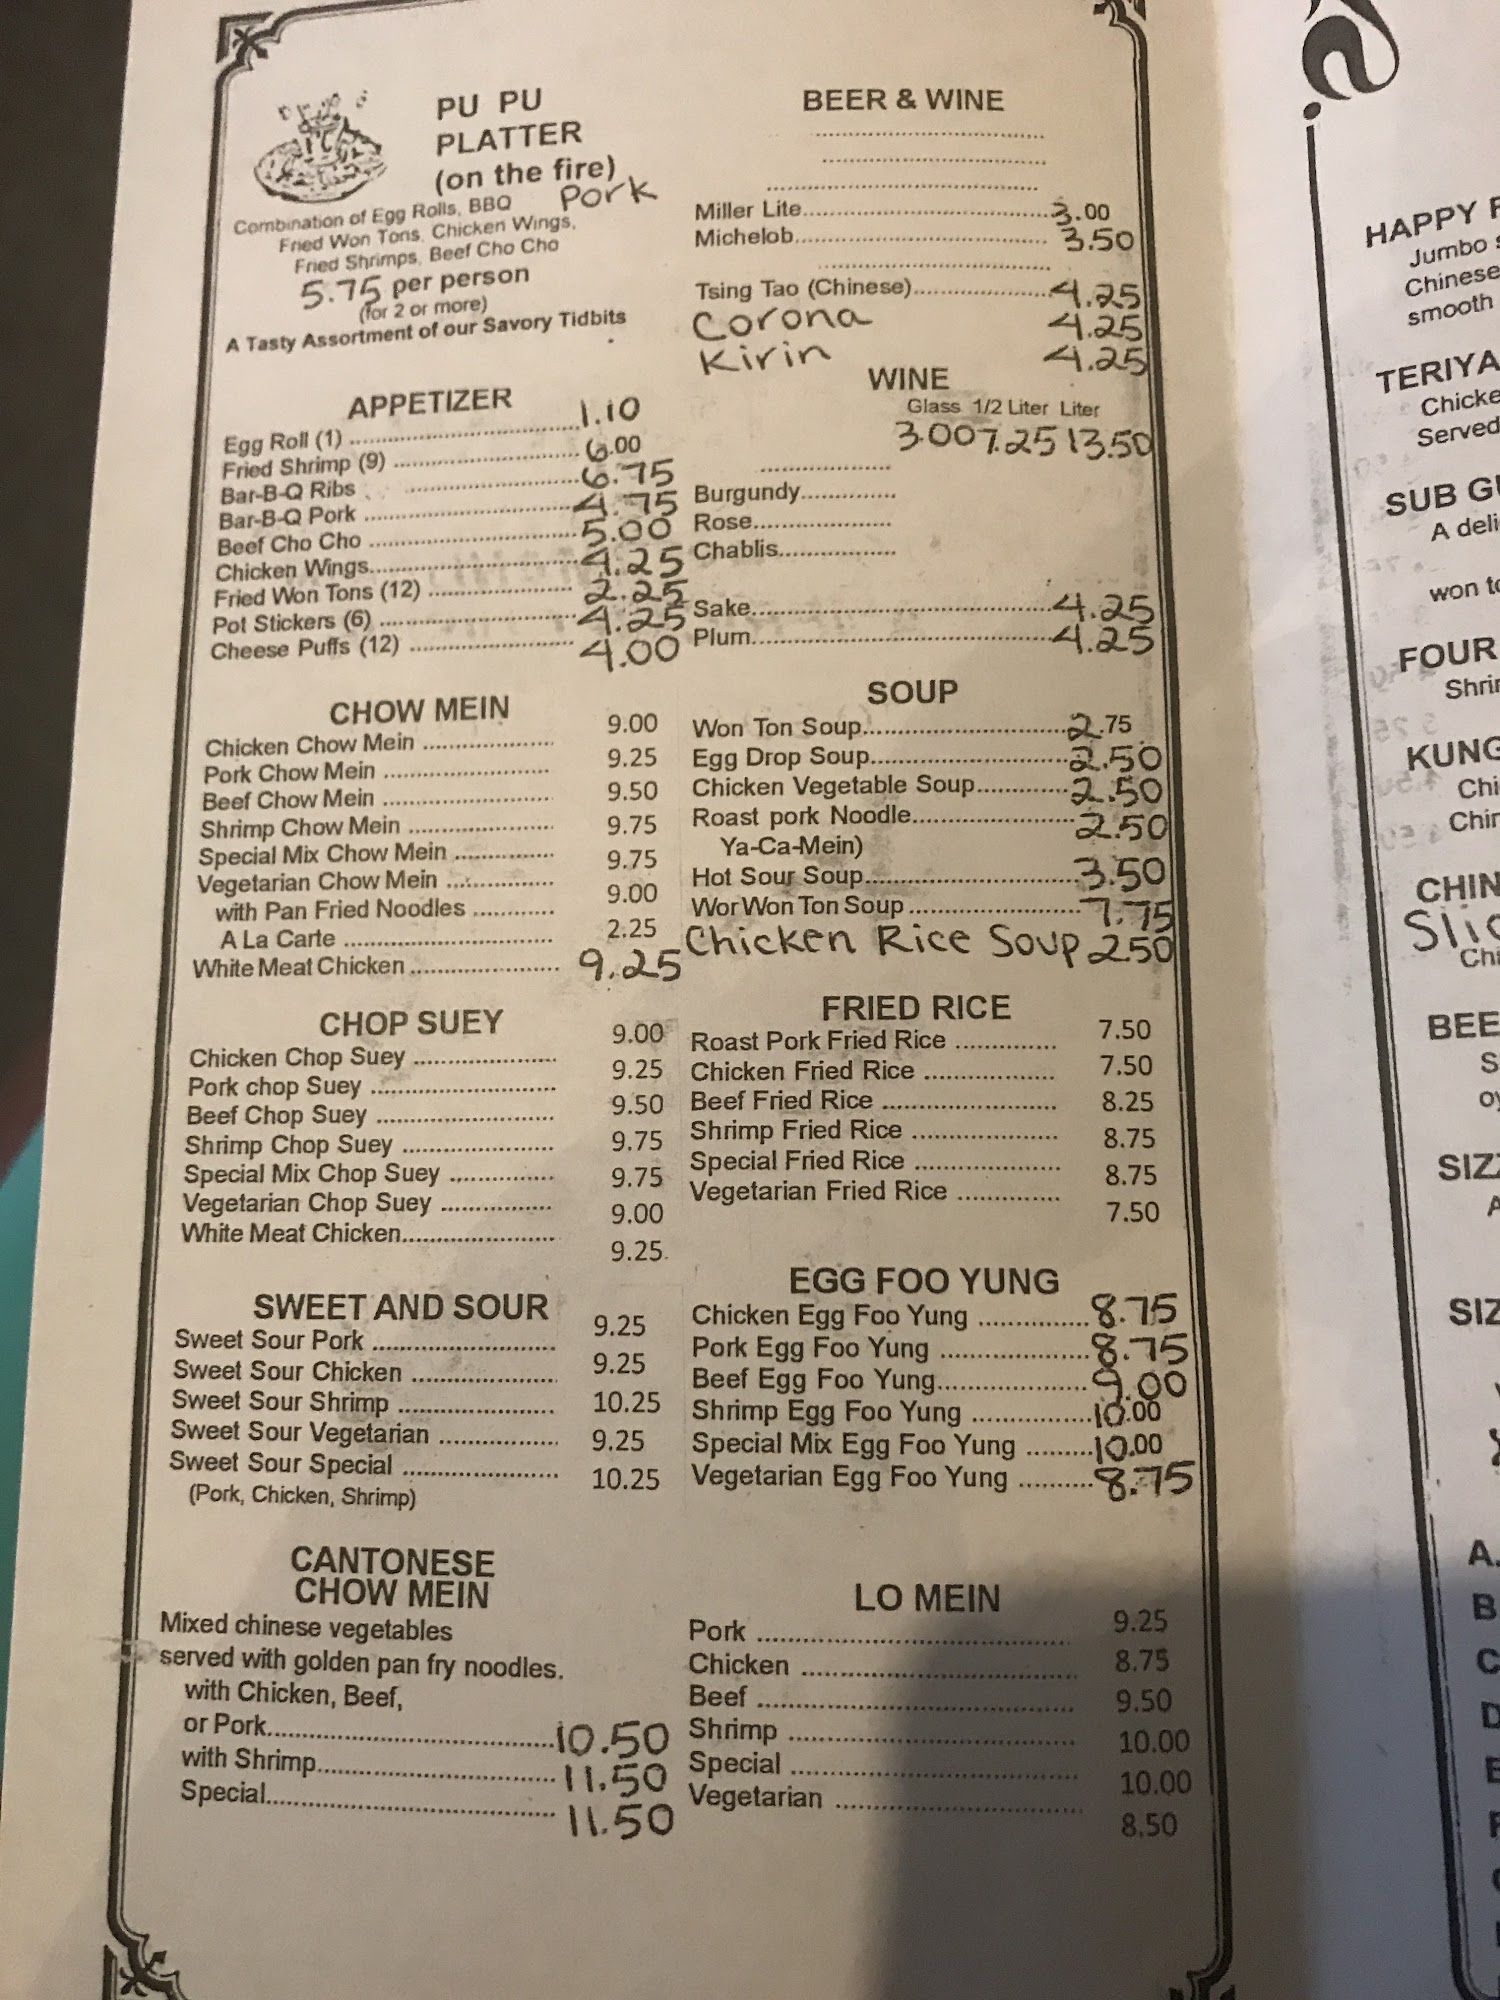 PU PU
PLATTER
(on the fire)
Combination of Egg Rolls, BBQ Pork
Fried Won Tons, Chicken Wings,
Fried Shrimps, Beef Cho Cho
5.75 per person
(for 2 or more)
A Tasty Assortment of our Savory Tidbits
APPETIZER
Egg Roll (1) 1.10
Fried Shrimp (9) 6.00
Bar-B-Q Ribs 6.75
Bar-B-Q Pork 4.75
Beef Cho Cho 5.00
Chicken Wings 4.25
Fried Won Tons (12) 2.25
Pot Stickers (6) 4.25
Cheese Puffs (12) 4.00
CHOW MEIN
Chicken Chow Mein 9.00
Pork Chow Mein 9.25
Beef Chow Mein 9.50
Shrimp Chow Mein 9.75
Special Mix Chow Mein 9.75
Vegetarian Chow Mein 9.00
with Pan Fried Noodles 2.25
A La Carte
White Meat Chicken 9.25
CHOP SUEY
Chicken Chop Suey 9.00
Pork chop Suey 9.25
Beef Chop Suey 9.50
Shrimp Chop Suey 9.75
Special Mix Chop Suey 9.75
Vegetarian Chop Suey 9.00
White Meat Chicken 9.25
SWEET AND SOUR
Sweet Sour Pork 9.25
Sweet Sour Chicken 9.25
Sweet Sour Shrimp 10.25
Sweet Sour Vegetarian 9.25
Sweet Sour Special 10.25
(Pork, Chicken, Shrimp)
CANTONESE
CHOW MEIN
Mixed chinese vegetables
served with golden pan fry noodles.
with Chicken, Beef,
or Pork 10.50
with Shrimp 11.50
Special 11.50
BEER & WINE
Miller Lite 3.00
Michelob 3.50
Tsing Tao (Chinese) 4.25
Corona 4.25
Kirin 4.25
WINE
Glass 1/2 Liter Liter
3.00 7.25 13.50
Burgundy
Rose
Chablis
Sake 4.25
Plum 4.25
SOUP
Won Ton Soup 2.75
Egg Drop Soup 2.50
Chicken Vegetable Soup 2.50
Roast pork Noodle 2.50
Ya-Ca-Mein)
Hot Sour Soup 3.50
Wor Won Ton Soup 7.75
Chicken Rice Soup 2.50
FRIED RICE
Roast Pork Fried Rice 7.50
Chicken Fried Rice 7.50
Beef Fried Rice 8.25
Shrimp Fried Rice 8.75
Special Fried Rice 8.75
Vegetarian Fried Rice 7.50
EGG FOO YUNG
Chicken Egg Foo Yung 8.75
Pork Egg Foo Yung 8.75
Beef Egg Foo Yung 9.00
Shrimp Egg Foo Yung 10.00
Special Mix Egg Foo Yung 10.00
Vegetarian Egg Foo Yung 8.75
LO MEIN
Pork 9.25
Chicken 8.75
Beef 9.50
Shrimp 10.00
Special 10.00
Vegetarian 8.50
HAPPY
Jumbo
Chinese
smooth
TERIYA
Chicke
Served
SUB GU
A deli
won to
FOUR
Shrim
KUNG
Chi
Chin
CHIN
Slic
Chi
BEE
S
oy
SIZZ
A
SIZ
A.
B
C
D
E
F